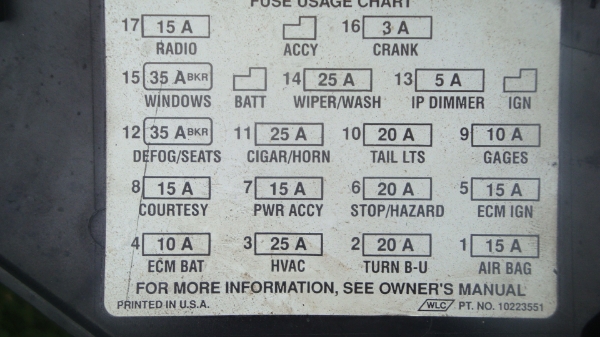 FUSE USAGE CHART
17 15 A 16 3 A
RADIO ACCY CRANK
15 35 A BKR 14 25 A 13 5 A
WINDOWS BATT WIPER/WASH IP DIMMER IGN
12 35 A BKR 11 25 A 10 20 A 9 10 A
DEFOG/SEATS CIGAR/HORN TAIL LTS GAGES
8 15 A 7 15 A 6 20 A 5 15 A
COURTESY PWR ACCY STOP/HAZARD ECM IGN
4 10 A 3 25 A 2 20 A 1 15 A
ECM BAT HVAC TURN B-U AIR BAG
FOR MORE INFORMATION, SEE OWNER'S MANUAL
PRINTED IN U.S.A. WLC PT. NO. 10223551